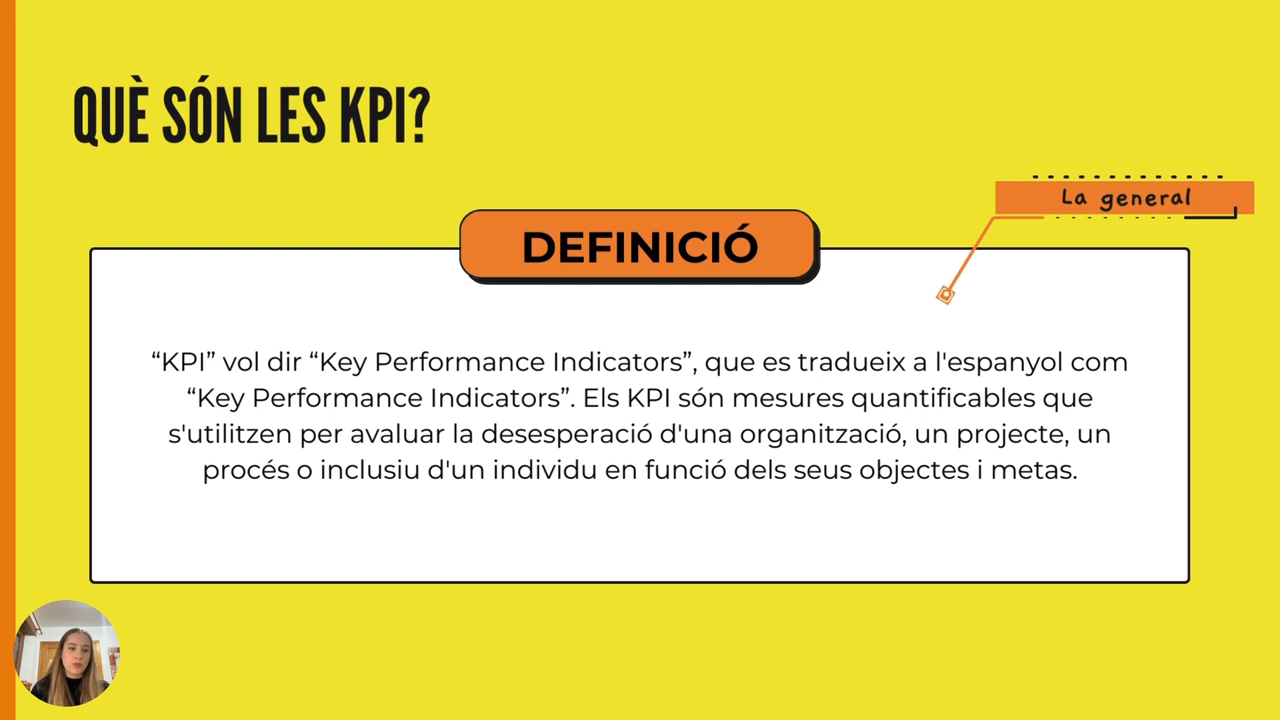 QUÈ SÓN LES KPI?
La general
DEFINICIÓ
“KPI” vol dir “Key Performance Indicators”, que es tradueix a l'espanyol com
“Key Performance Indicators”. Els KPI són mesures quantificables que
s'utilitzen per avaluar la desesperació d'una organització, un projecte, un
procés o inclusiu d'un individu en funció dels seus objectes i metas.